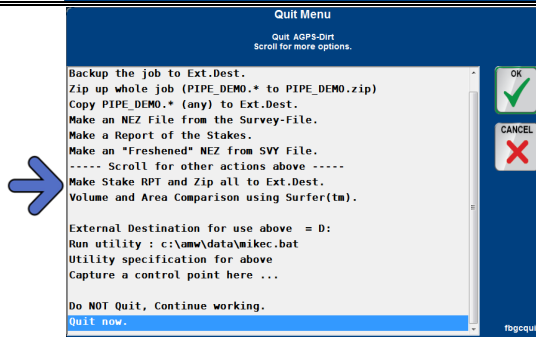 Quit Menu
Quit AGPS-Dirt
Scroll for more options.
Backup the job to Ext.Dest.
Zip up whole job (PIPE_DEMO.* to PIPE_DEMO.zip)
Copy PIPE_DEMO.* (any) to Ext.Dest.
Make an NEZ File from the Survey-File.
Make a Report of the Stakes.
Make an "Freshened" NEZ from SVY File.
----- Scroll for other actions above -----
Make Stake RPT and Zip all to Ext.Dest.
Volume and Area Comparison using Surfer(tm).
External Destination for use above = D:
Run utility : c:\amw\data\mikec.bat
Utility specification for above
Capture a control point here ...
Do NOT Quit, Continue working.
Quit now.
OK
CANCEL
fbgcqui